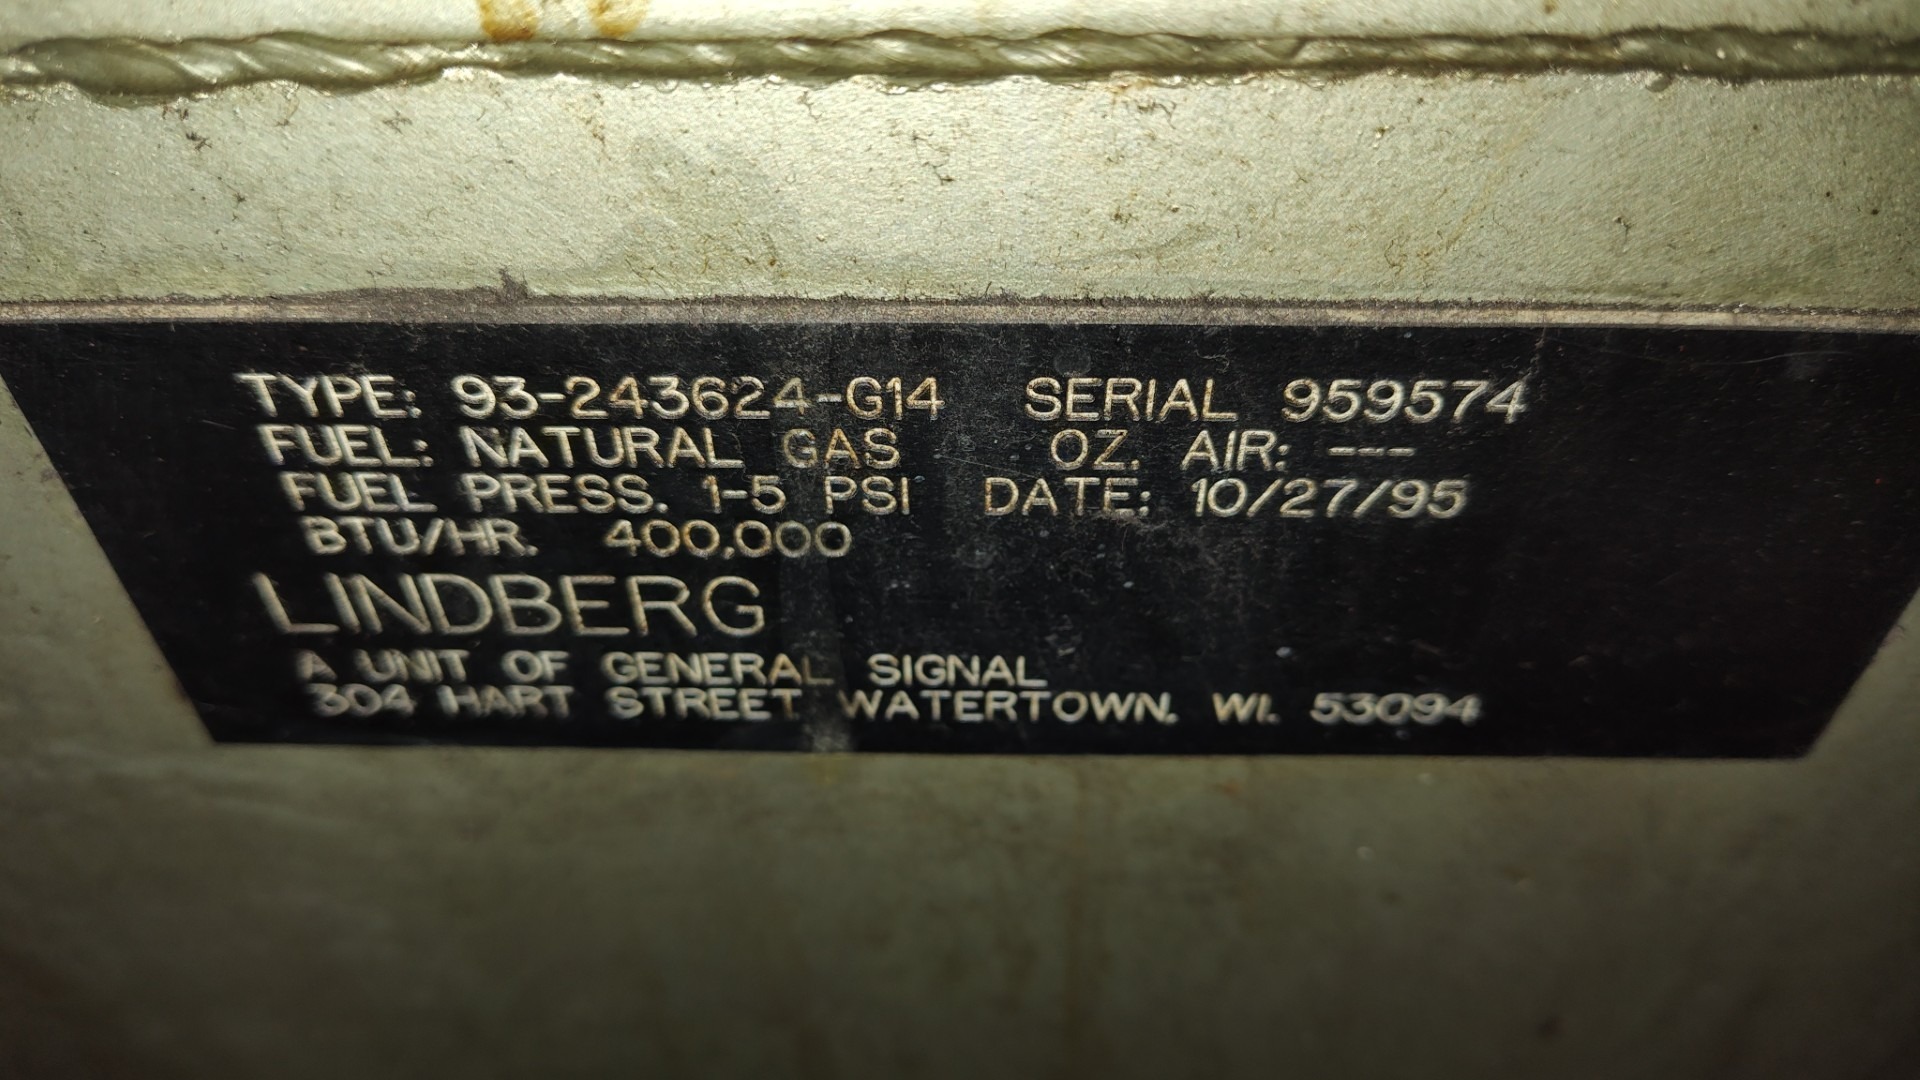 TYPE: 93-243624-G14 SERIAL 959574
FUEL: NATURAL GAS OZ. AIR: ---
FUEL PRESS. 1-5 PSI DATE: 10/27/95
BTU/HR. 400,000
LINDBERG
A UNIT OF GENERAL SIGNAL
304 HART STREET WATERTOWN. WI. 53094